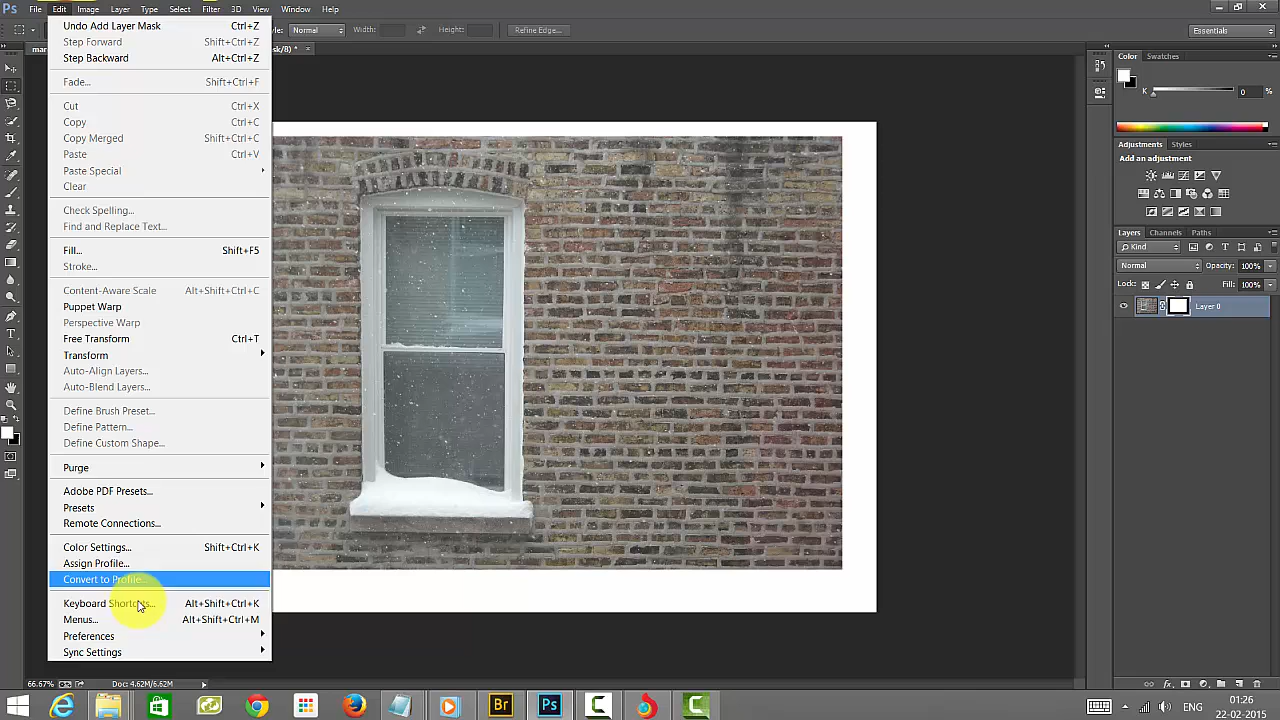 Ps File Edit Image Layer Type Select Filter 3D View Window
Normal Width: Height: Refine Edge... Essentials
Undo Add Layer Mask Ctrl+Z
Step Forward Shift+Ctrl+Z
Step Backward Alt+Ctrl+Z
Fade... Shift+Ctrl+F
Cut Ctrl+X
Copy Ctrl+C
Copy Merged Shift+Ctrl+C
Paste Ctrl+V
Paste Special
Clear
Check Spelling...
Find and Replace Text...
Fill... Shift+F5
Stroke...
Content-Aware Scale Alt+Shift+Ctrl+C
Puppet Warp
Perspective Warp
Free Transform Ctrl+T
Transform
Auto-Align Layers...
Auto-Blend Layers...
Define Brush Preset...
Define Pattern...
Define Custom Shape...
Purge
Adobe PDF Presets...
Presets
Remote Connections...
Color Settings... Shift+Ctrl+K
Assign Profile...
Convert to Profile...
Keyboard Shortcuts... Alt+Shift+Ctrl+K
Menus... Alt+Shift+Ctrl+M
Preferences
Sync Settings
Color Swatches
K 0 %
Adjustments Styles
Add an adjustment
Layers Channels Paths
Kind
Normal Opacity: 100%
Lock: Fill: 100%
Layer 0
66.67% Doc: 4.62M/4.62M
Br Ps
ENG
01:26
22-02-2015